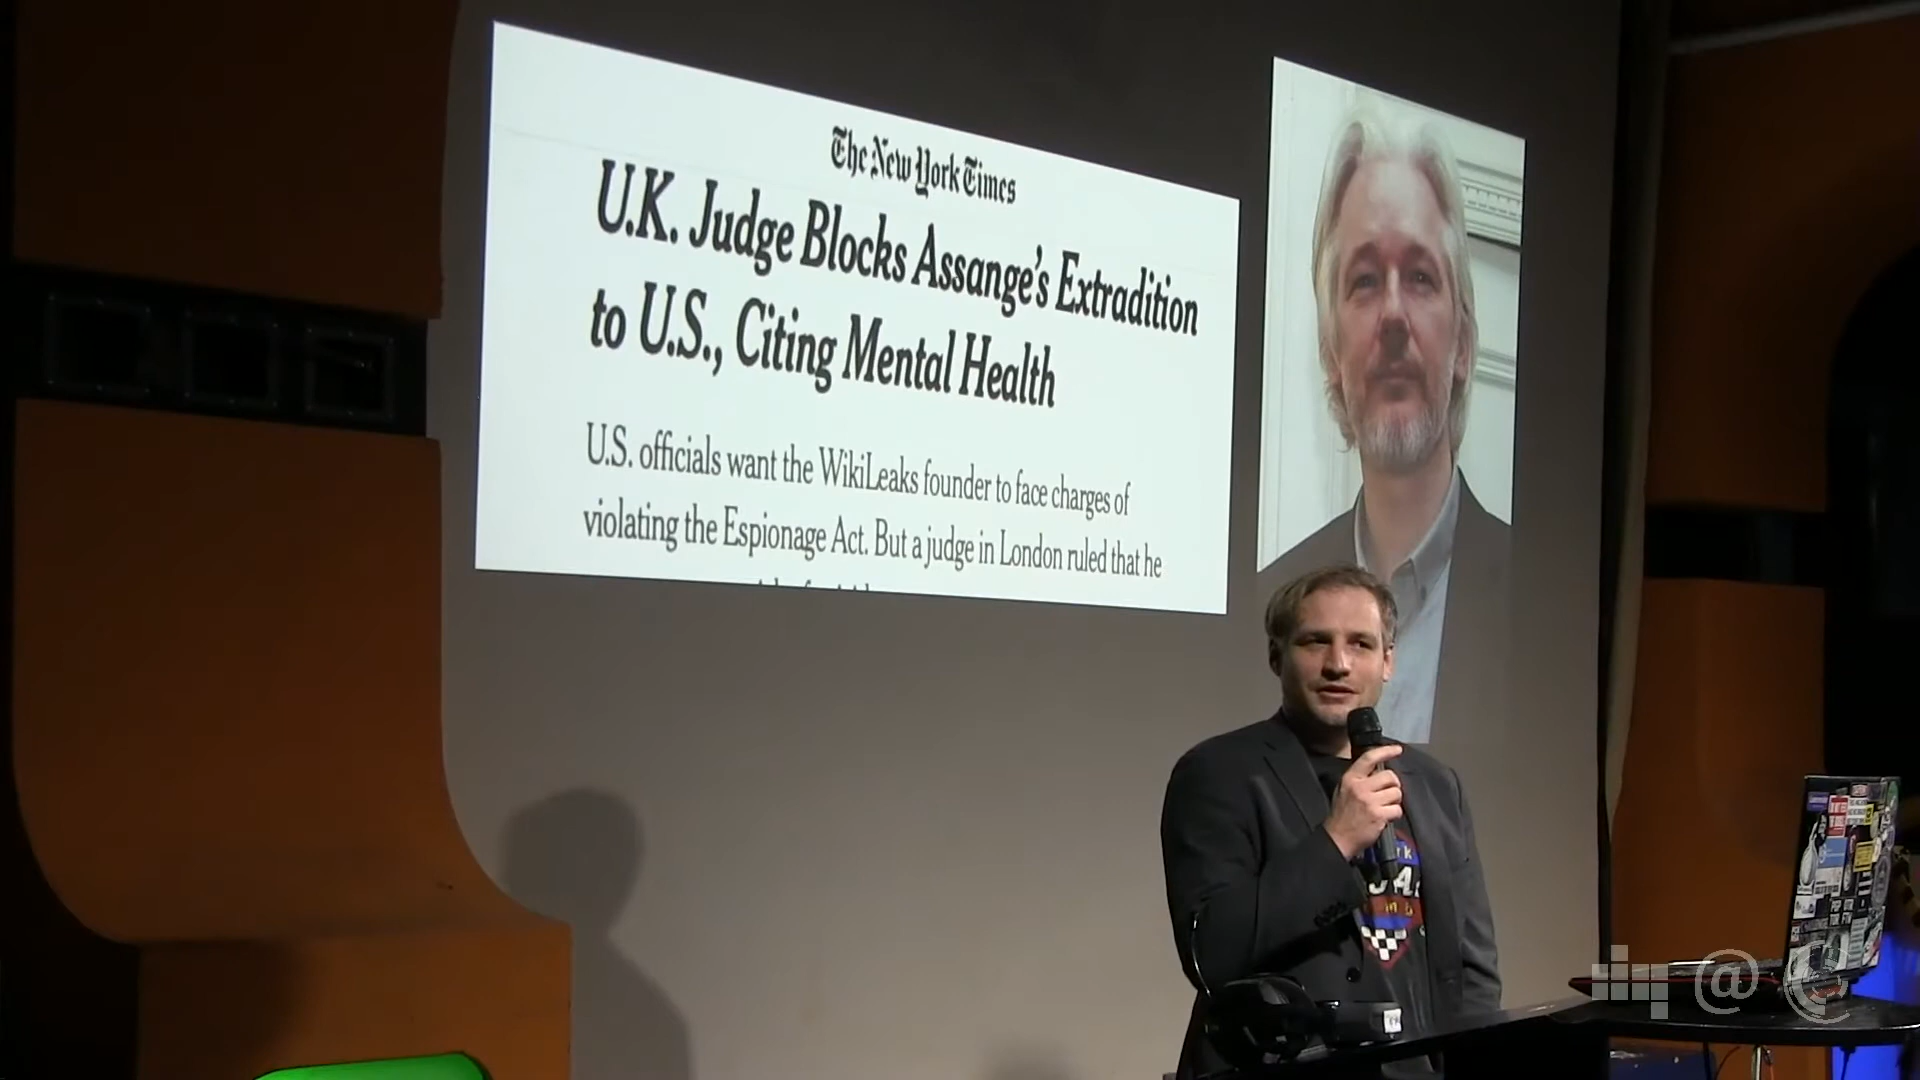 The New York Times
U.K. Judge Blocks Assange's Extradition
to U.S., Citing Mental Health
U.S. officials want the WikiLeaks founder to face charges of
violating the Espionage Act. But a judge in London ruled that he
@